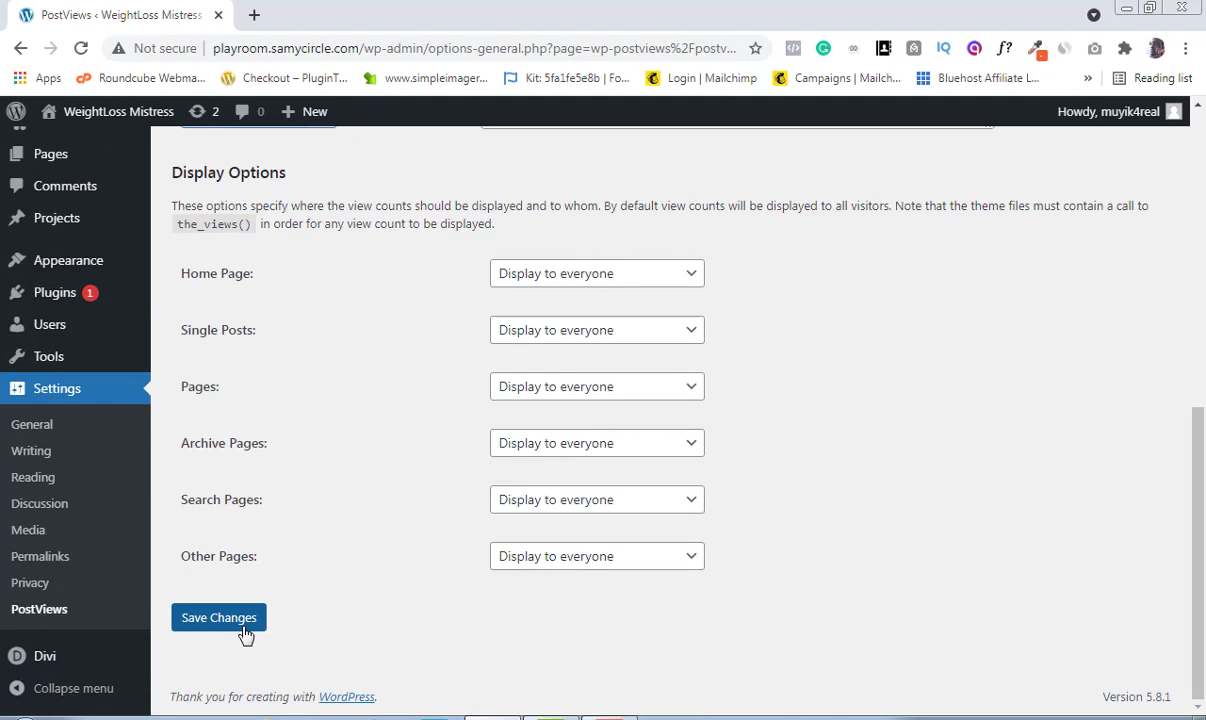 PostViews ‹ WeightLoss Mistress
Not secure playroom.samycircle.com/wp-admin/options-general.php?page=wp-postviews%2Fpostv...
Apps Roundcube Webma... Checkout – PluginT... www.simpleimager... Kit: 5fa1fe5e8b | Fo... Login | Mailchimp Campaigns | Mailch... Bluehost Affiliate L... » Reading list
WeightLoss Mistress 2 0 New Howdy, muyik4real
Pages
Comments
Projects
Appearance
Plugins 1
Users
Tools
Settings
General
Writing
Reading
Discussion
Media
Permalinks
Privacy
PostViews
Divi
Collapse menu
Display Options
These options specify where the view counts should be displayed and to whom. By default view counts will be displayed to all visitors. Note that the theme files must contain a call to
the_views() in order for any view count to be displayed.
Home Page: Display to everyone
Single Posts: Display to everyone
Pages: Display to everyone
Archive Pages: Display to everyone
Search Pages: Display to everyone
Other Pages: Display to everyone
Save Changes
Thank you for creating with WordPress. Version 5.8.1